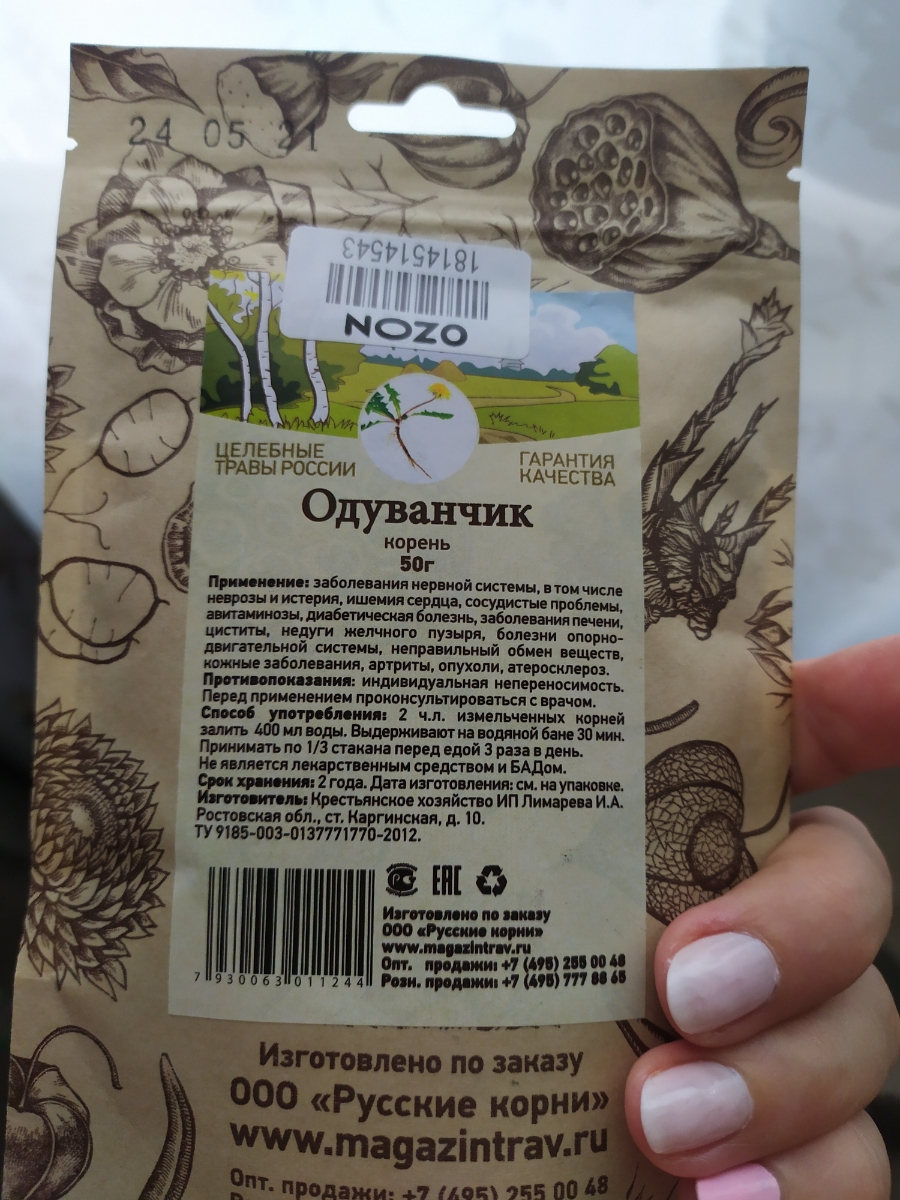 24 05 21
1814514543
OZON
ЦЕЛЕБНЫЕ
ТРАВЫ РОССИИ
ГАРАНТИЯ
КАЧЕСТВА
Одуванчик
корень
50г
Применение: заболевания нервной системы, в том числе
неврозы и истерия, ишемия сердца, сосудистые проблемы,
авитаминозы, диабетическая болезнь, заболевания печени,
циститы, недуги желчного пузыря, болезни опорно-
двигательной системы, неправильный обмен веществ,
кожные заболевания, артриты, опухоли, атеросклероз.
Противопоказания: индивидуальная непереносимость.
Перед применением проконсультироваться с врачом.
Способ употребления: 2 ч.л. измельченных корней
залить 400 мл воды. Выдерживают на водяной бане 30 мин.
Принимать по 1/3 стакана перед едой 3 раза в день.
Не является лекарственным средством и БАДом.
Срок хранения: 2 года. Дата изготовления: см. на упаковке.
Изготовитель: Крестьянское хозяйство ИП Лимарева И.А.
Ростовская обл., ст. Каргинская, д. 10.
ТУ 9185-003-0137771770-2012.
РС ЕАС
Изготовлено по заказу
ООО «Русские корни»
www.magazintrav.ru
Опт. продажи: +7 (495) 255 00 48
Розн. продажи: +7 (495) 777 88 65
7 930063 011244
Изготовлено по заказу
ООО «Русские корни»
www.magazintrav.ru
Опт. продажи: +7 (495) 255 00 48